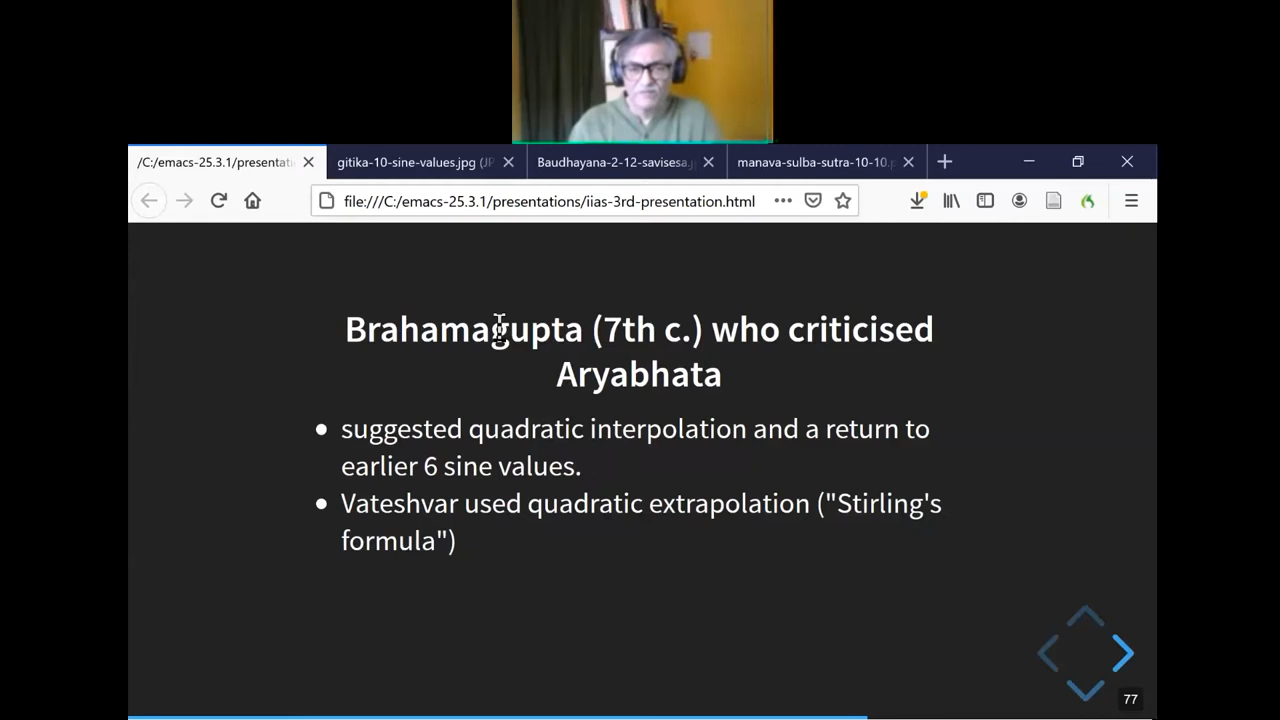 /C:/emacs-25.3.1/presentati
gitika-10-sine-values.jpg (JP
Baudhayana-2-12-savisesa.j
manava-sulba-sutra-10-10.p
file:///C:/emacs-25.3.1/presentations/iias-3rd-presentation.html
Brahamagupta (7th c.) who criticised
Aryabhata
• suggested quadratic interpolation and a return to
earlier 6 sine values.
• Vateshvar used quadratic extrapolation ("Stirling's
formula")
77